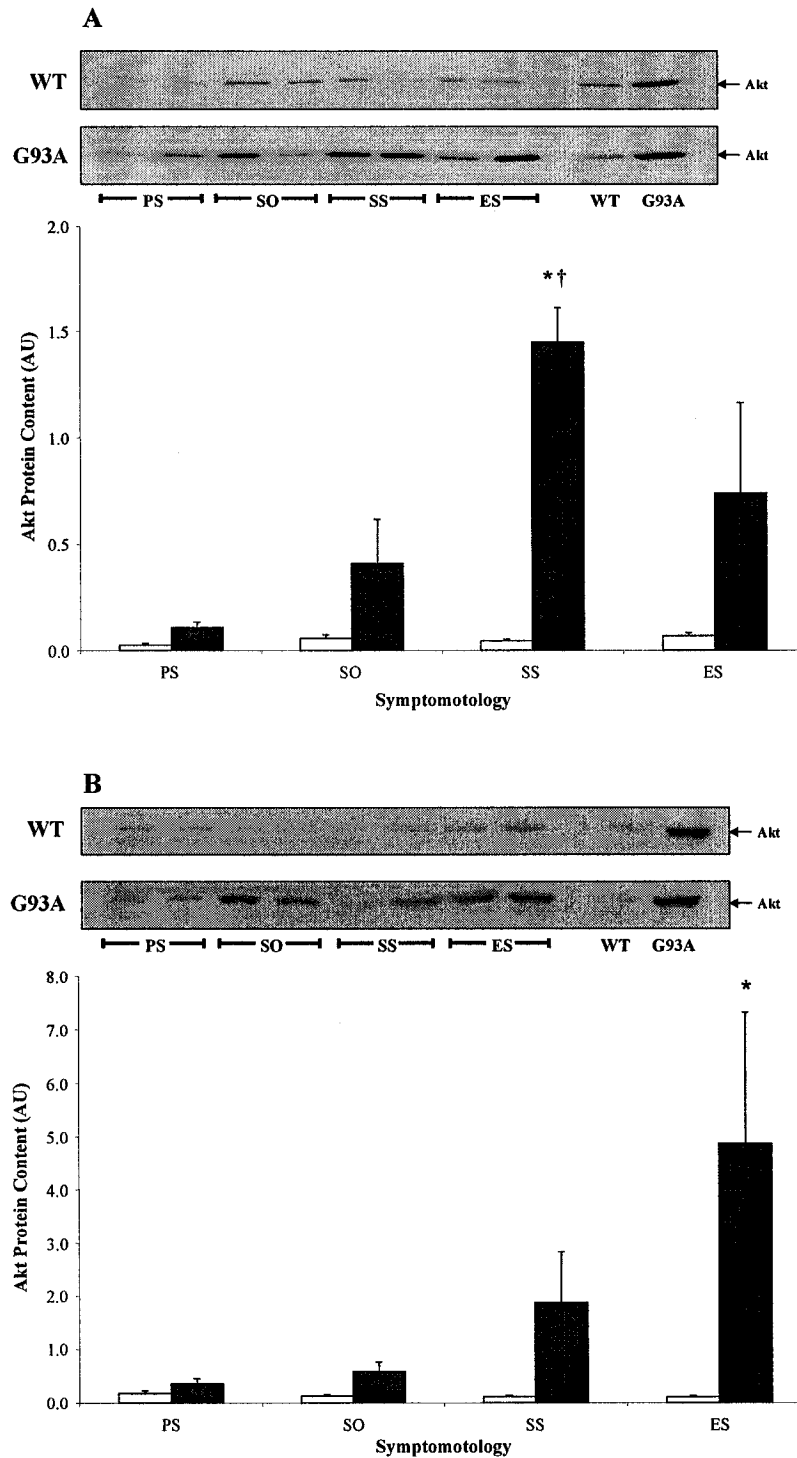 A
WT
← Akt
G93A
← Akt
PS SO SS ES WT G93A
2.0
*†
1.5
Akt Protein Content (AU)
1.0
0.5
0.0
PS SO SS ES
Symptomotology
B
WT
← Akt
G93A
← Akt
PS SO SS ES WT G93A
8.0
*
7.0
6.0
Akt Protein Content (AU)
5.0
4.0
3.0
2.0
1.0
0.0
PS SO SS ES
Symptomotology